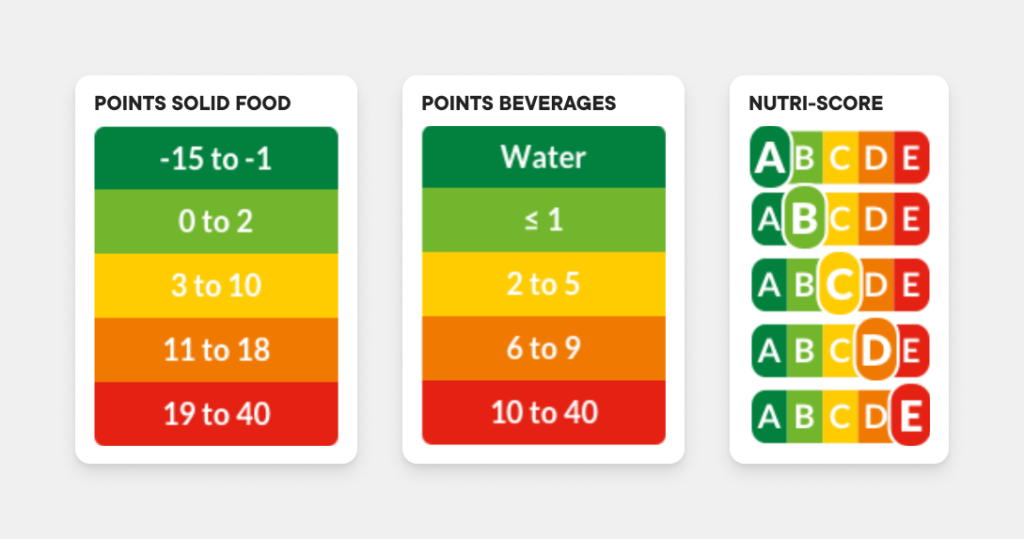 POINTS SOLID FOOD
-15 to -1
0 to 2
3 to 10
11 to 18
19 to 40
POINTS BEVERAGES
Water
≤ 1
2 to 5
6 to 9
10 to 40
NUTRI-SCORE
A B C D E
A B C D E
A B C D E
A B C D E
A B C D E